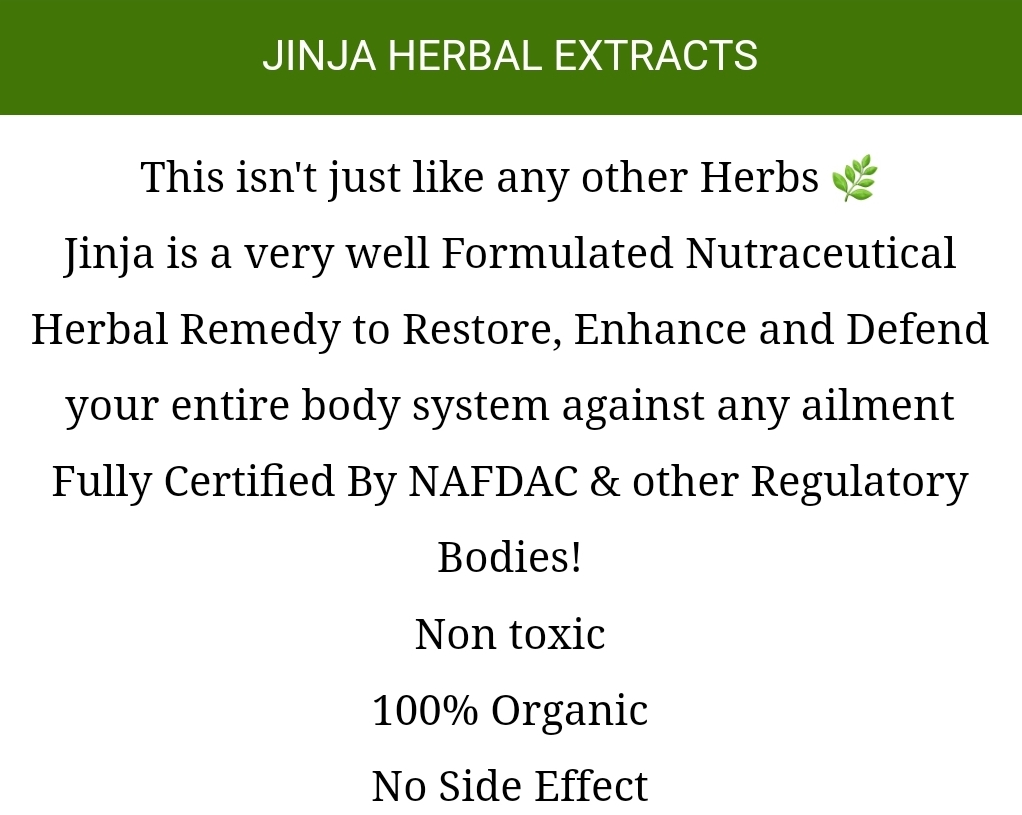 JINJA HERBAL EXTRACTS
This isn't just like any other Herbs 🌿
Jinja is a very well Formulated Nutraceutical
Herbal Remedy to Restore, Enhance and Defend
your entire body system against any ailment
Fully Certified By NAFDAC & other Regulatory
Bodies!
Non toxic
100% Organic
No Side Effect